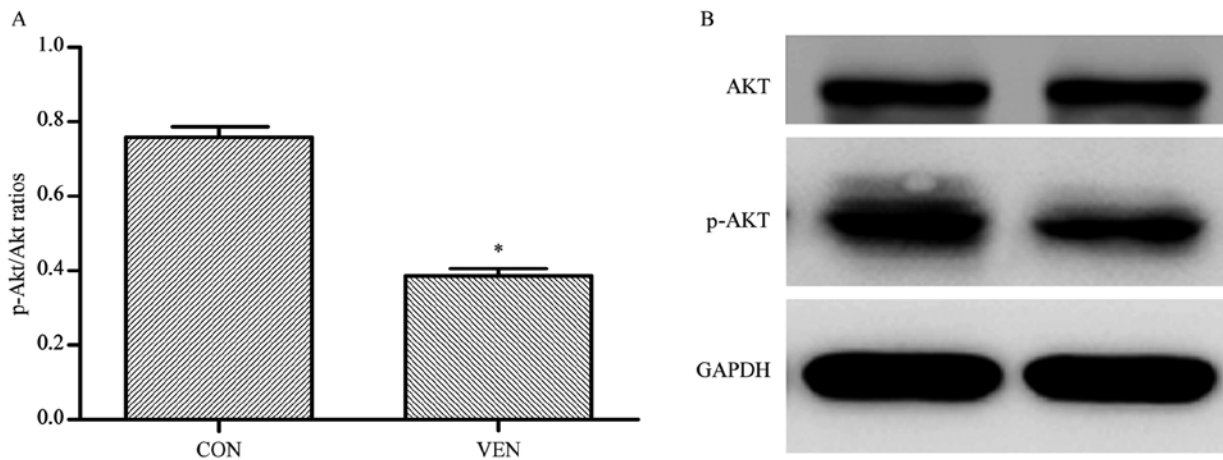 A
p-Akt/Akt ratios
1.0
0.8
0.6
0.4
0.2
0.0
*
CON
VEN
B
AKT
p-AKT
GAPDH